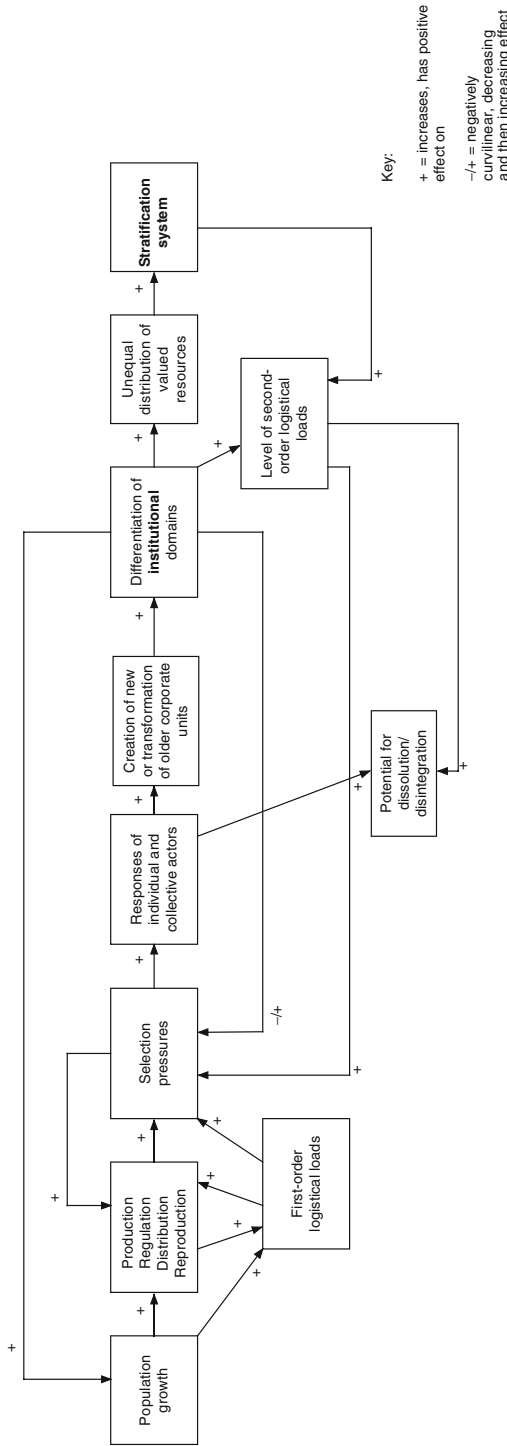 +
Population
growth
+
+
Production
Regulation
Distribution
Reproduction
+
+
+
+
First-order
logistical loads
+
Selection
pressures
+
–/+
+
Responses of
individual and
collective actors
+
+
Creation of new
or transformation
of older corporate
units
+
Differentiation of
institutional
domains
+
+
Unequal
distribution of
valued
resources
+
Stratification
system
+
Level of second-
order logistical
loads
+
Potential for
dissolution/
disintegration
Key:
+ = increases, has positive
effect on
–/+ = negatively
curvilinear, decreasing
and then increasing effect